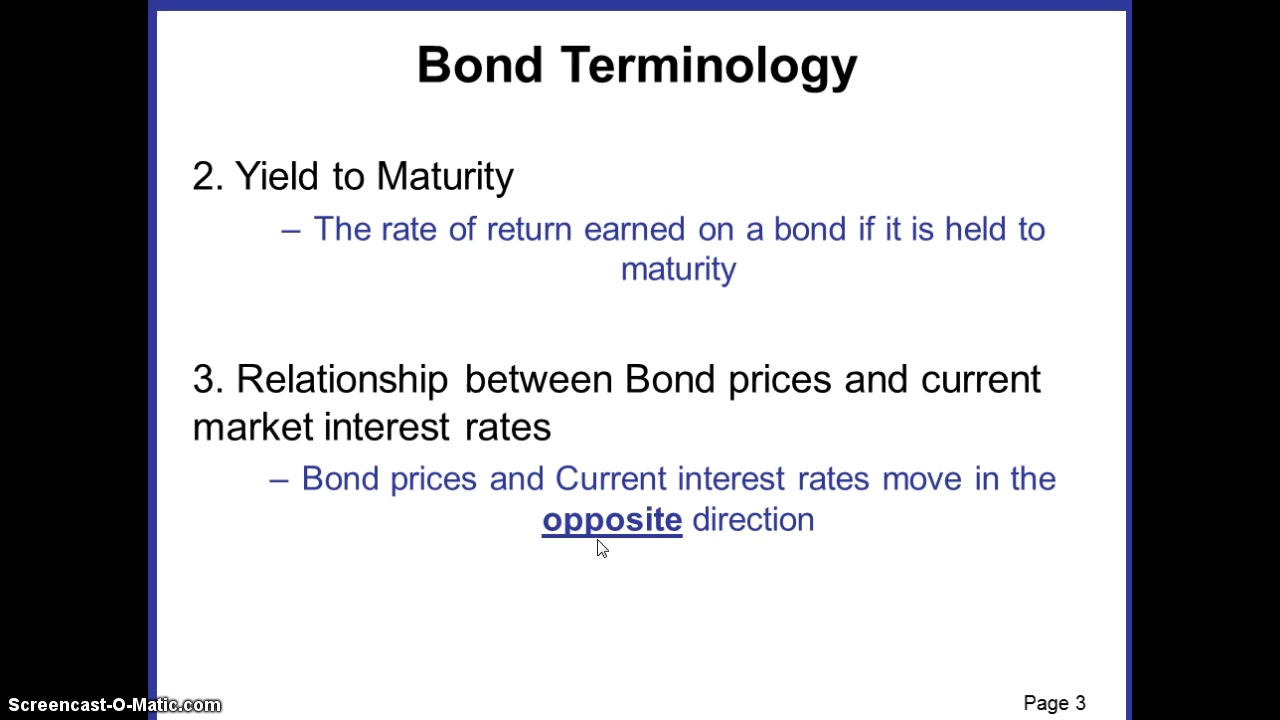 Bond Terminology
2. Yield to Maturity
– The rate of return earned on a bond if it is held to
maturity
3. Relationship between Bond prices and current
market interest rates
– Bond prices and Current interest rates move in the
opposite direction
Screencast-O-Matic.com
Page 3